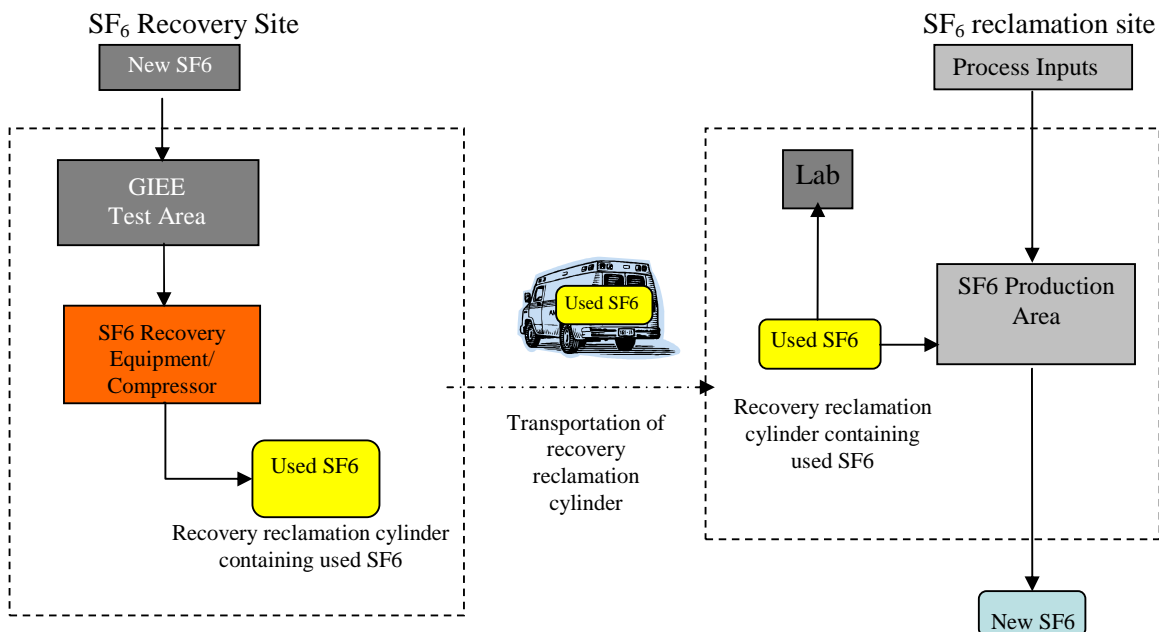 SF₆ Recovery Site
New SF6
GIEE
Test Area
SF6 Recovery
Equipment/
Compressor
Used SF6
Recovery reclamation cylinder
containing used SF6
Used SF6
Transportation of
recovery
reclamation
cylinder
SF₆ reclamation site
Process Inputs
Lab
Used SF6
SF6 Production
Area
Recovery reclamation
cylinder containing
used SF6
New SF6